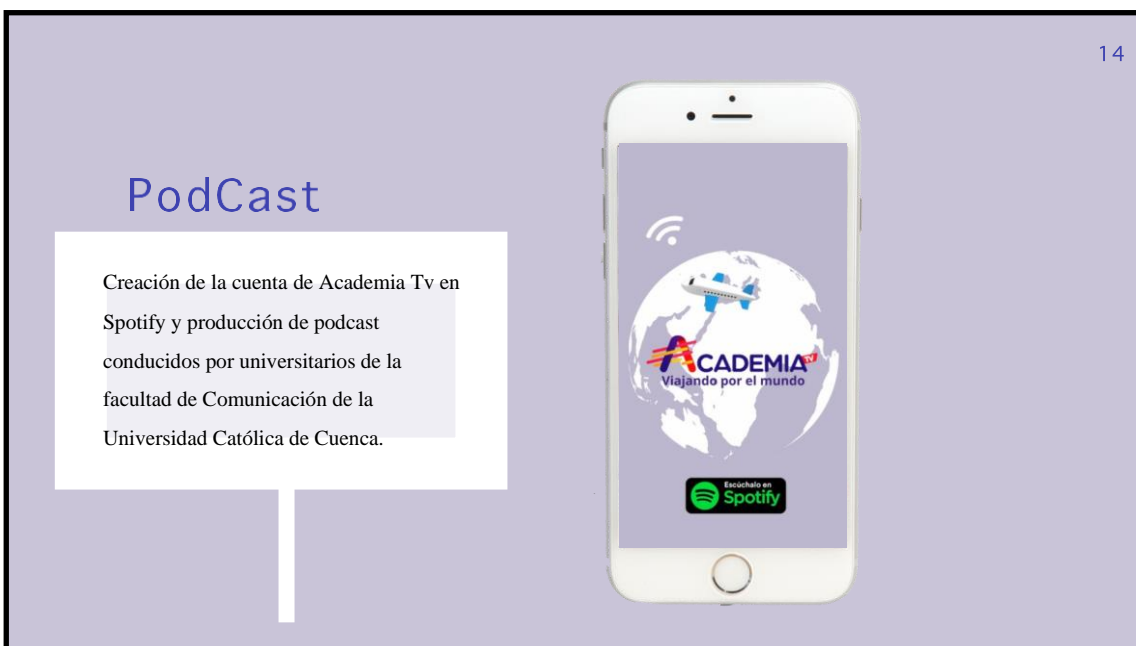 14
PodCast
Creación de la cuenta de Academia Tv en
Spotify y producción de podcast
conducidos por universitarios de la
facultad de Comunicación de la
Universidad Católica de Cuenca.
ACADEMIA TV
Viajando por el mundo
Escúchalo en
Spotify